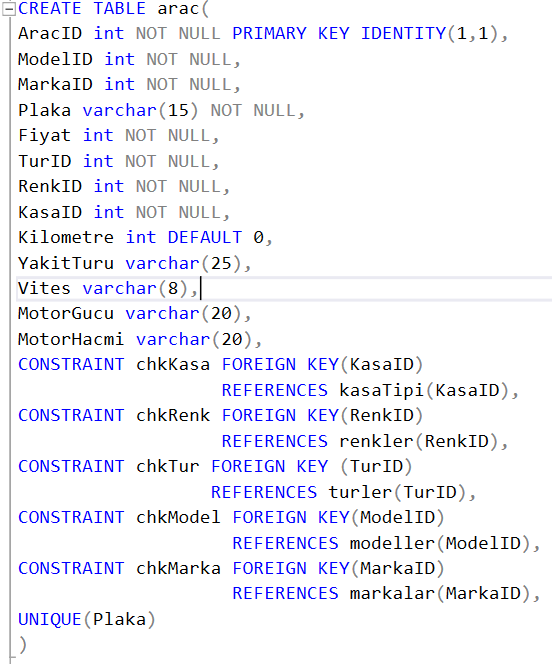 CREATE TABLE arac(
AracID int NOT NULL PRIMARY KEY IDENTITY(1,1),
ModelID int NOT NULL,
MarkaID int NOT NULL,
Plaka varchar(15) NOT NULL,
Fiyat int NOT NULL,
TurID int NOT NULL,
RenkID int NOT NULL,
KasaID int NOT NULL,
Kilometre int DEFAULT 0,
YakitTuru varchar(25),
Vites varchar(8),
MotorGucu varchar(20),
MotorHacmi varchar(20),
CONSTRAINT chkKasa FOREIGN KEY(KasaID)
REFERENCES kasaTipi(KasaID),
CONSTRAINT chkRenk FOREIGN KEY(RenkID)
REFERENCES renkler(RenkID),
CONSTRAINT chkTur FOREIGN KEY (TurID)
REFERENCES turler(TurID),
CONSTRAINT chkModel FOREIGN KEY(ModelID)
REFERENCES modeller(ModelID),
CONSTRAINT chkMarka FOREIGN KEY(MarkaID)
REFERENCES markalar(MarkaID),
UNIQUE(Plaka)
)